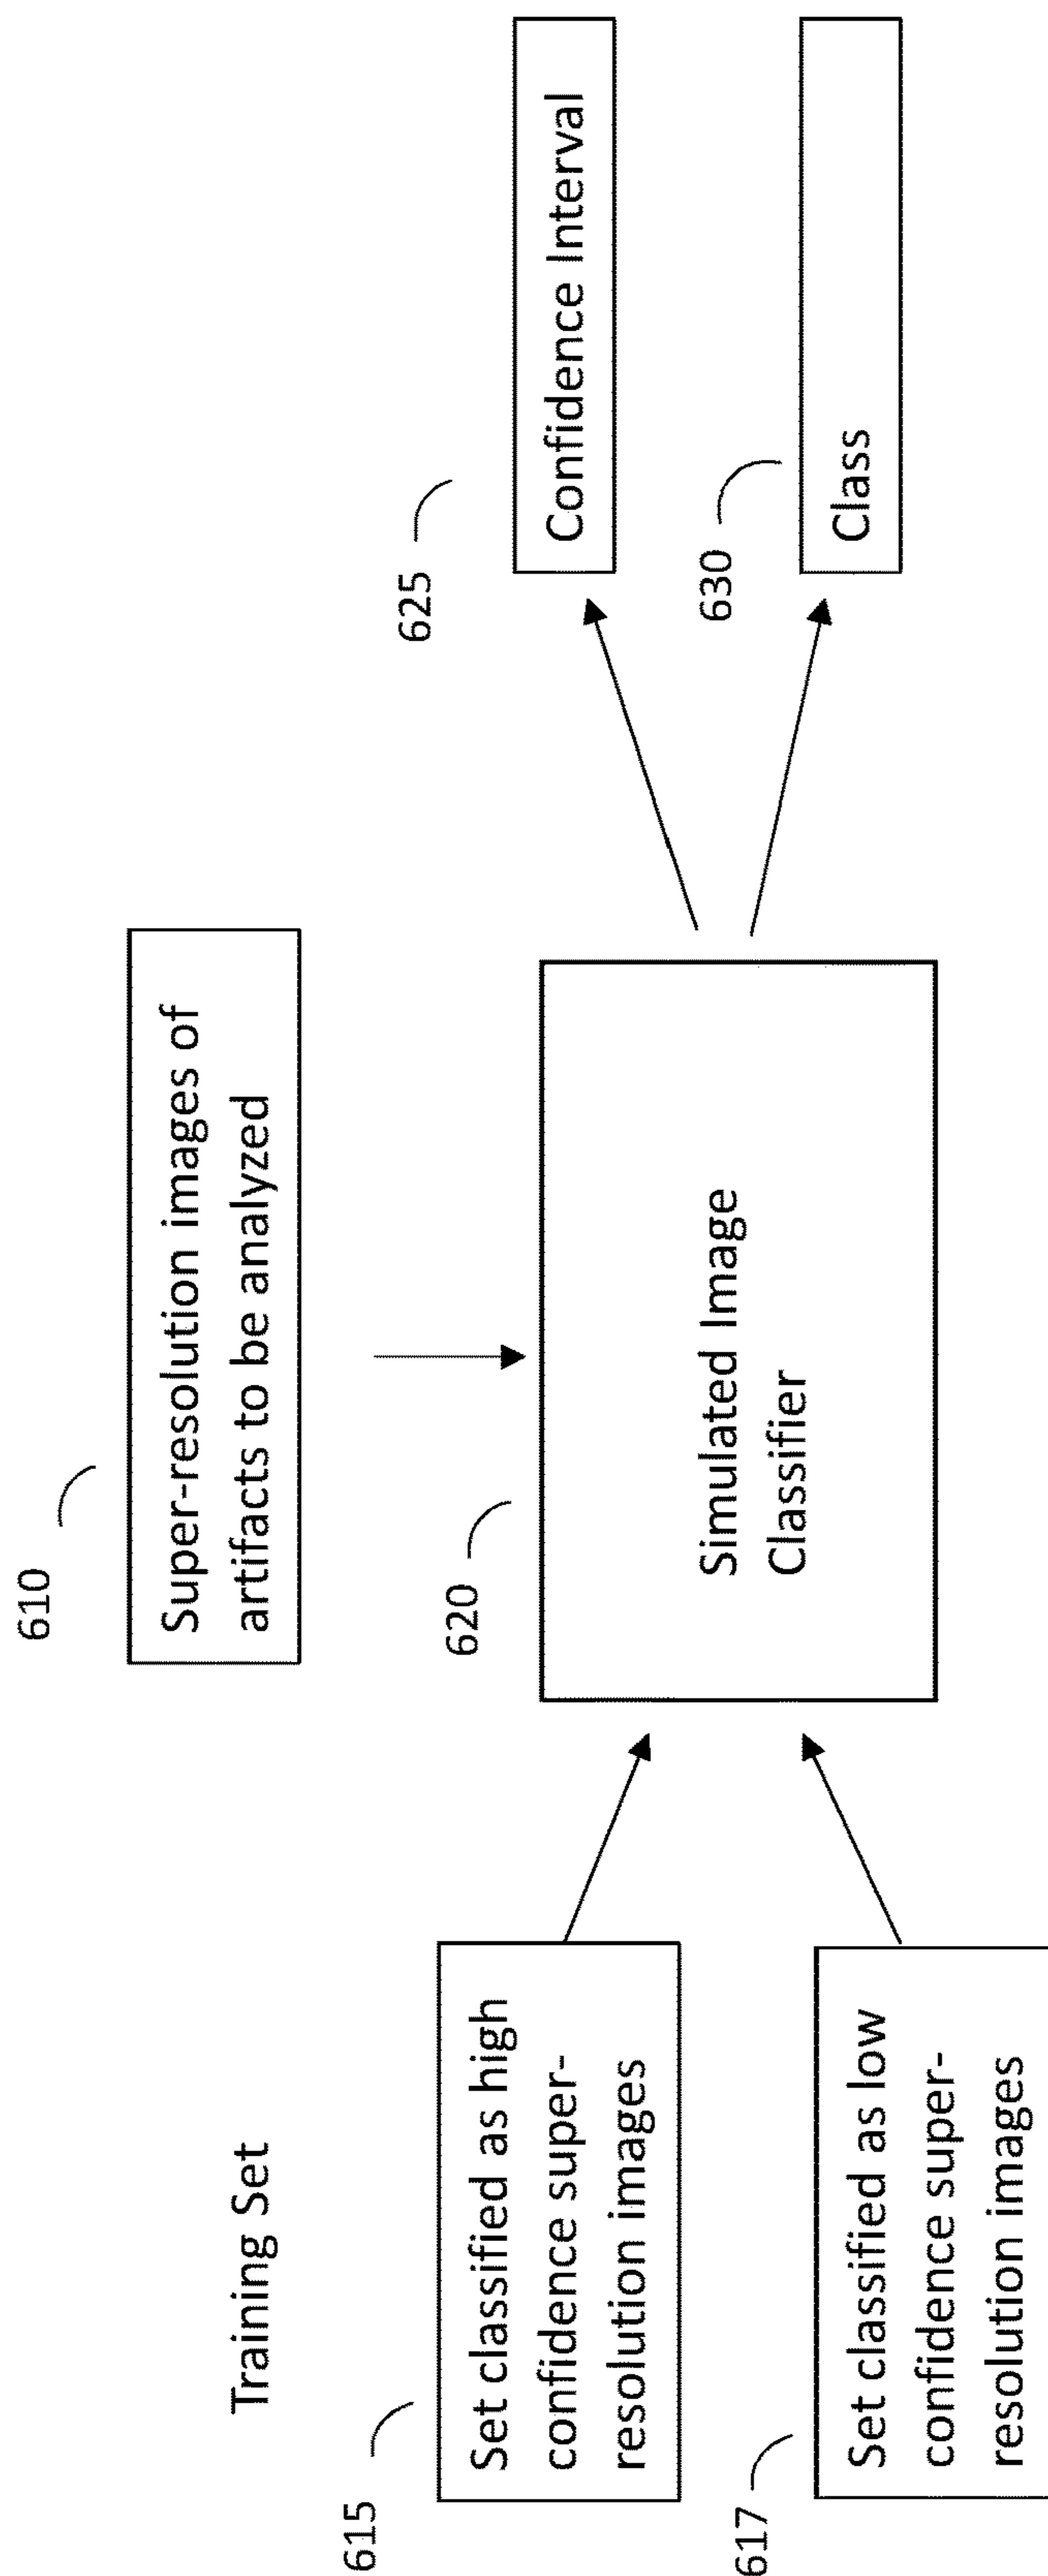 610
Super-resolution images of
artifacts to be analyzed
Training Set
615
Set classified as high
confidence super-
resolution images
617
Set classified as low
confidence super-
resolution images
620
Simulated Image
Classifier
625
Confidence Interval
630
Class